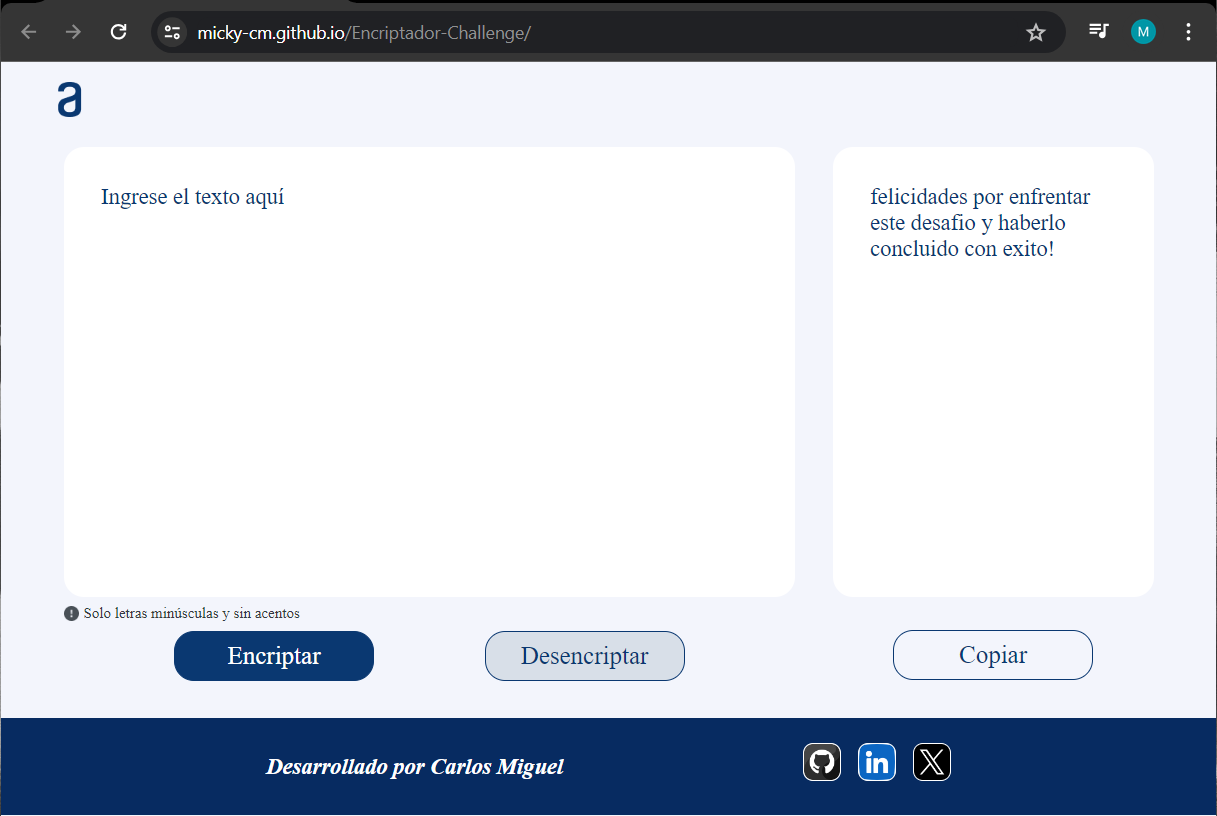 micky-cm.github.io/Encriptador-Challenge/
M
a
Ingrese el texto aquí
felicidades por enfrentar
este desafio y haberlo
concluido con exito!
! Solo letras minúsculas y sin acentos
Encriptar
Desencriptar
Copiar
Desarrollado por Carlos Miguel
in
X